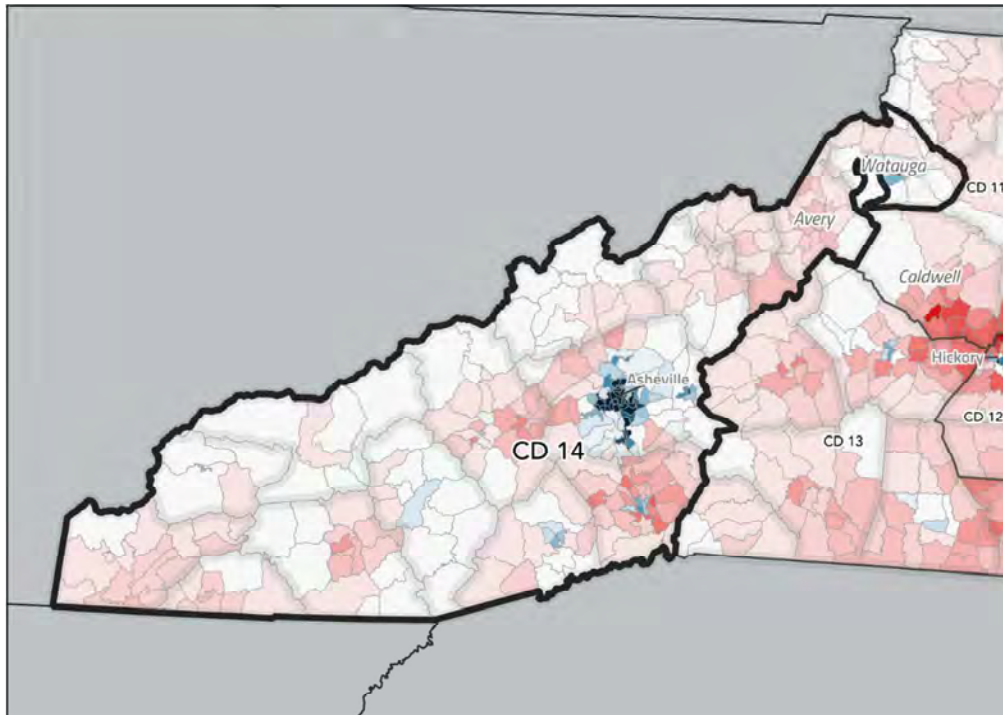 Watauga
CD 11
Avery
Caldwell
Hickory
Asheville
CD 12
CD 14
CD 13